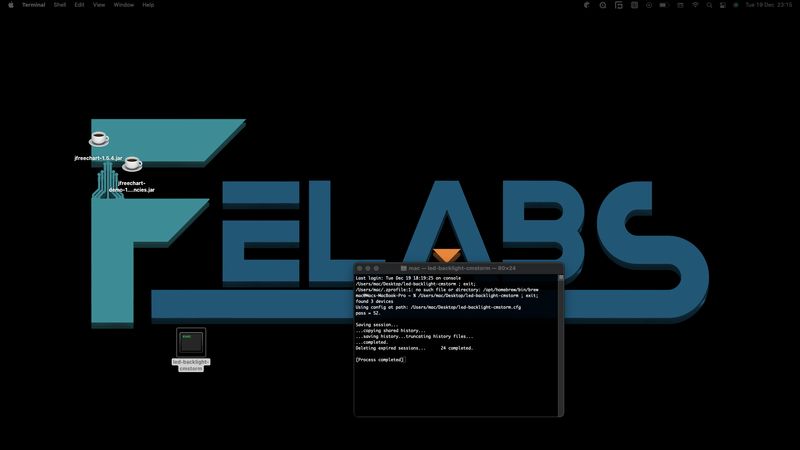 Terminal Shell Edit View Window Help
Tue 19 Dec 23:15
jfreechart-1.5.4.jar
jfreechart-
demo-1....ncies.jar
FELABS
mac — led-backlight-cmstorm — 80×24
Last login: Tue Dec 19 18:19:25 on console
/Users/mac/Desktop/led-backlight-cmstorm ; exit;
/Users/mac/.zprofile:1: no such file or directory: /opt/homebrew/bin/brew
mac@Macs-MacBook-Pro ~ % /Users/mac/Desktop/led-backlight-cmstorm ; exit;
found 3 devices
Using config at path: /Users/mac/Desktop/led-backlight-cmstorm.cfg
pass = 52.
Saving session...
...copying shared history...
...saving history...truncating history files...
...completed.
Deleting expired sessions... 24 completed.
[Process completed]
led-backlight-
cmstorm